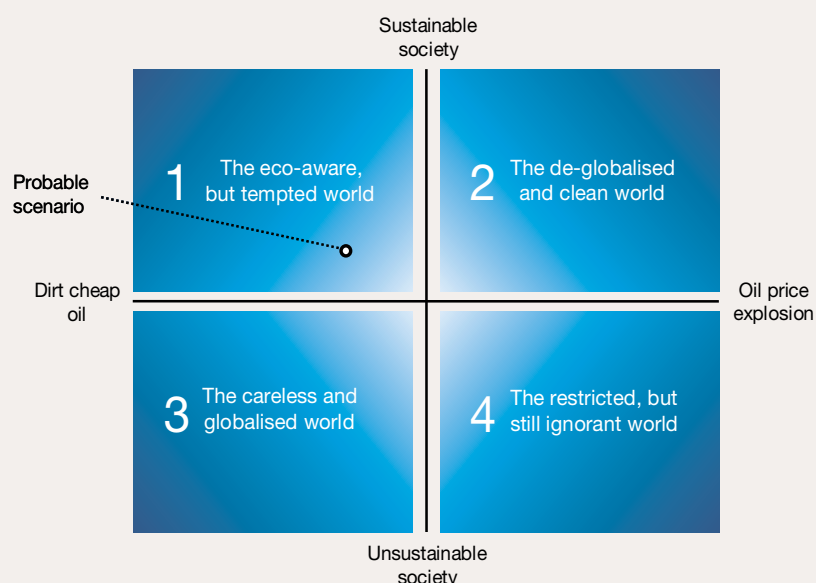 Sustainable
society
1
The eco-aware,
but tempted world
2
The de-globalised
and clean world
Probable
scenario
Dirt cheap
oil
Oil price
explosion
3
The careless and
globalised world
4
The restricted, but
still ignorant world
Unsustainable
society